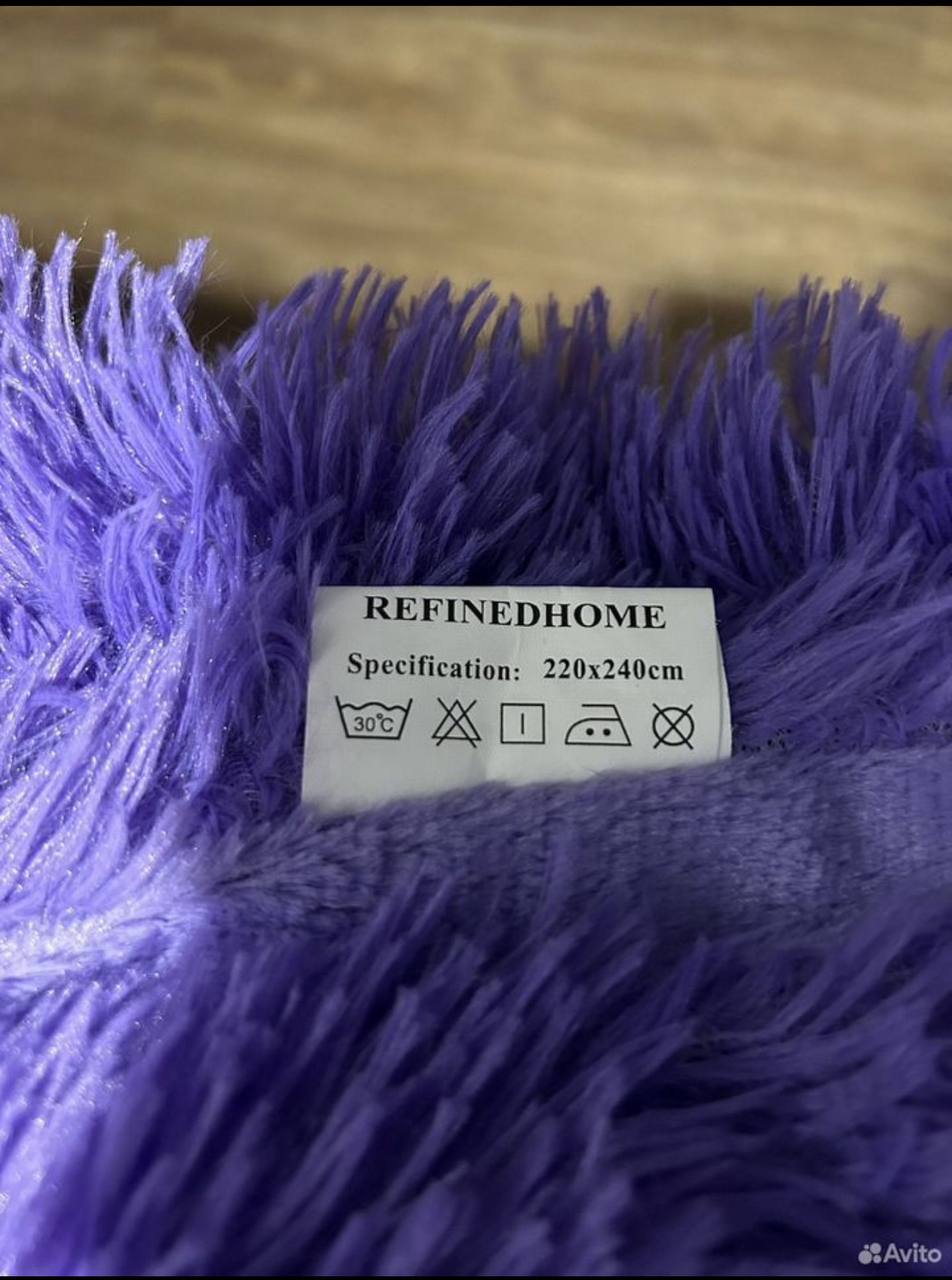 REFINEDHOME
Specification: 220x240cm
30℃
Avito